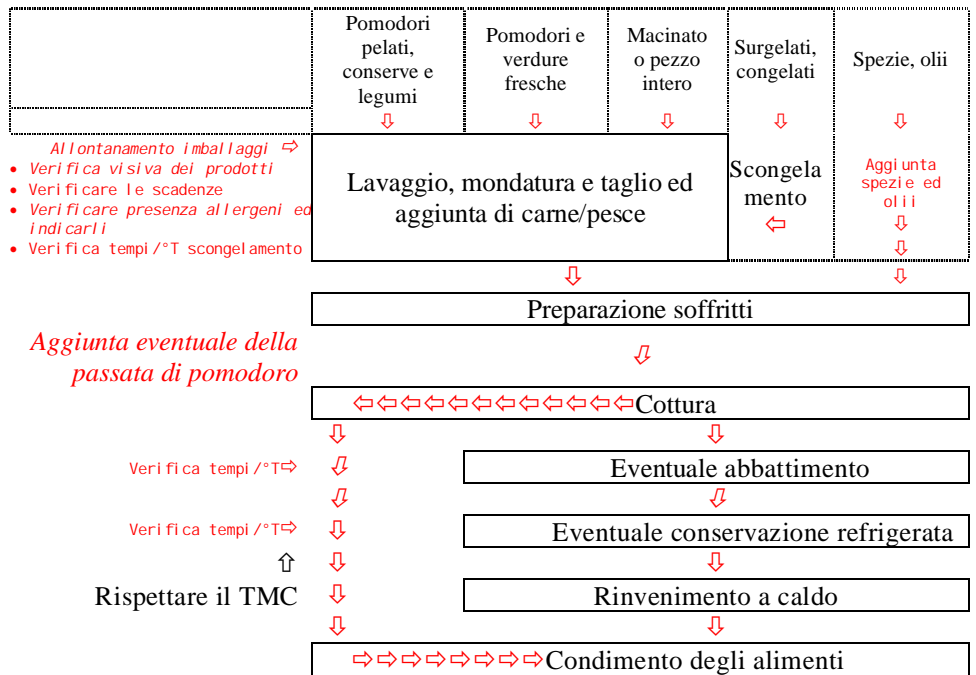 Pomodori
pelati,
conserve e
legumi
Pomodori e
verdure
fresche
Macinato
o pezzo
intero
Surgelati,
congelati
Spezie, olii
⇩ ⇩ ⇩ ⇩ ⇩
Allontanamento imballaggi ⇨
• Verifica visiva dei prodotti
• Verificare le scadenze
• Verificare presenza allergeni ed
indicarli
• Verifica tempi/°T scongelamento
Lavaggio, mondatura e taglio ed
aggiunta di carne/pesce
Scongela
mento
⇦
Aggiunta
spezie ed
olii
⇩
⇩
⇩ ⇩
Preparazione soffritti
Aggiunta eventuale della
passata di pomodoro
⇩
⇦⇦⇦⇦⇦⇦⇦⇦⇦⇦⇦⇦Cottura
⇩ ⇩
Verifica tempi/°T⇨ ⇩ Eventuale abbattimento
⇩ ⇩
Verifica tempi/°T⇨ ⇩ Eventuale conservazione refrigerata
⇧ ⇩ ⇩
Rispettare il TMC ⇩ Rinvenimento a caldo
⇩ ⇩
⇨⇨⇨⇨⇨⇨⇨⇨Condimento degli alimenti